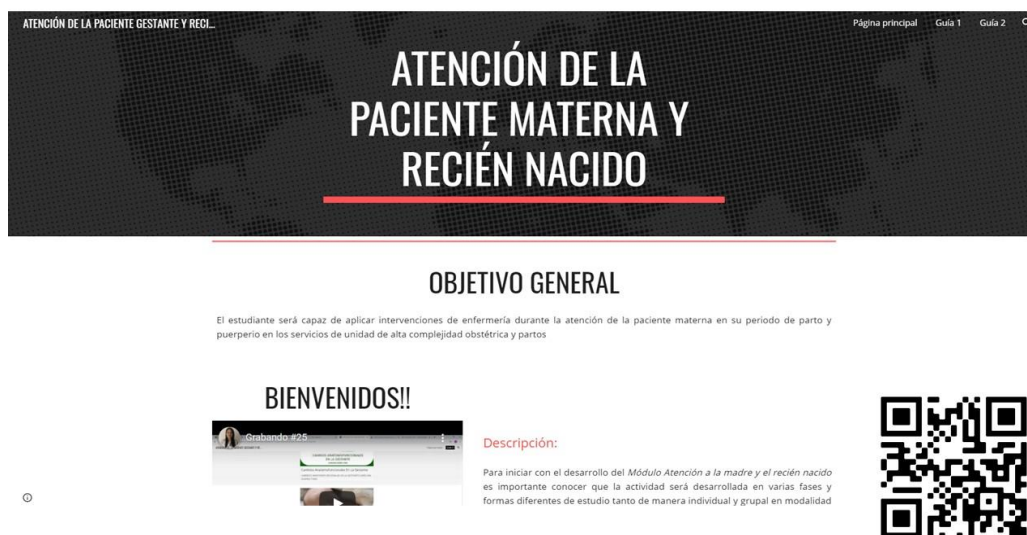 ATENCIÓN DE LA PACIENTE GESTANTE Y RECI...
Página principal Guía 1 Guía 2
ATENCIÓN DE LA
PACIENTE MATERNA Y
RECIÉN NACIDO
OBJETIVO GENERAL
El estudiante será capaz de aplicar intervenciones de enfermería durante la atención de la paciente materna en su periodo de parto y
puerperio en los servicios de unidad de alta complejidad obstétrica y partos
BIENVENIDOS!!
Grabando #25
Descripción:
Para iniciar con el desarrollo del Módulo Atención a la madre y el recién nacido
es importante conocer que la actividad será desarrollada en varias fases y
formas diferentes de estudio tanto de manera individual y grupal en modalidad